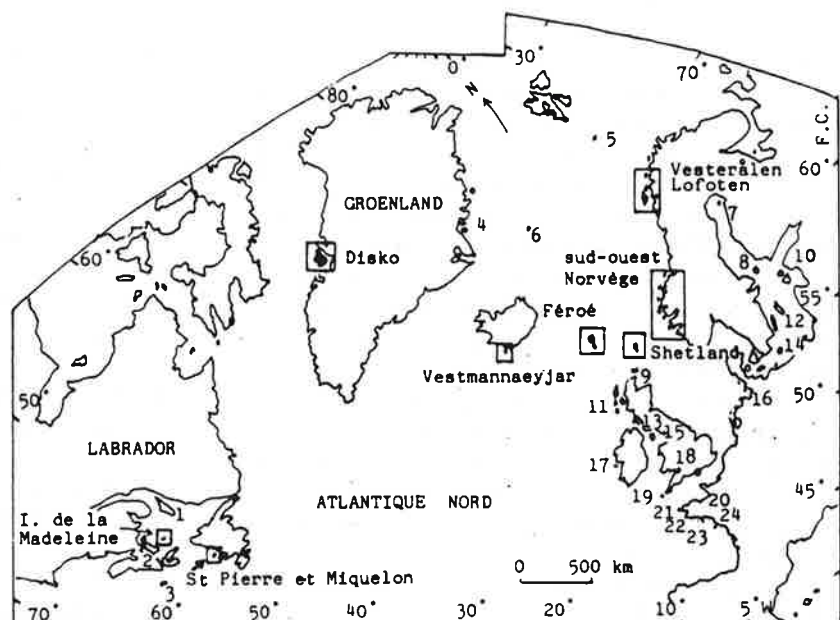 0
30°
70°
80°
N
F.C.
5
60°
Vesterålen
Lofoten
GROENLAND
4
6
7
sud-ouest
Norvège
8
10
60°
Disko
55°
Féroé
12
Shetland
14
Vestmannaeyjar
9
16
50°
50°
11
13
15
LABRADOR
17
18
45°
19
20
ATLANTIQUE NORD
21
24
22
23
I. de la
Madeleine
1
2
St Pierre et Miquelon
3
0 500 km
70°
60°
50°
40°
30°
10°
5°W